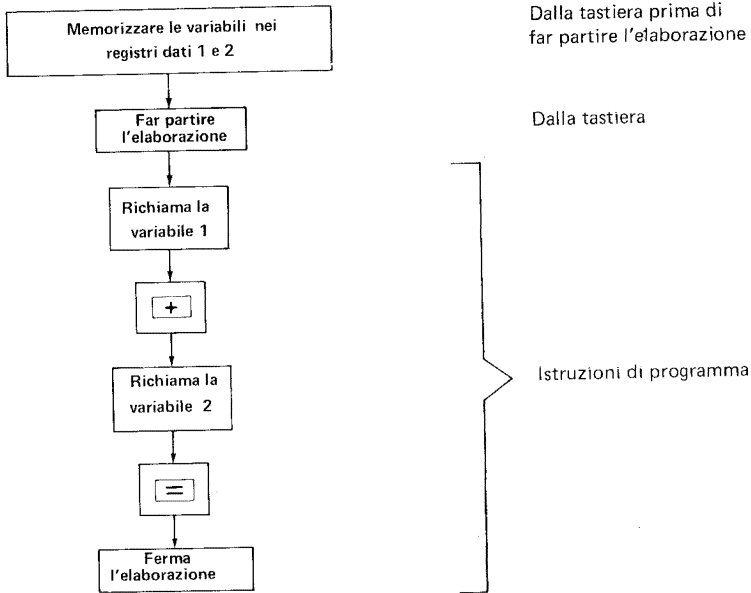 Memorizzare le variabili nei
registri dati 1 e 2
Dalla tastiera prima di
far partire l'elaborazione
Far partire
l'elaborazione
Dalla tastiera
Richiama la
variabile 1
+
Richiama la
variabile 2
=
Ferma
l'elaborazione
Istruzioni di programma